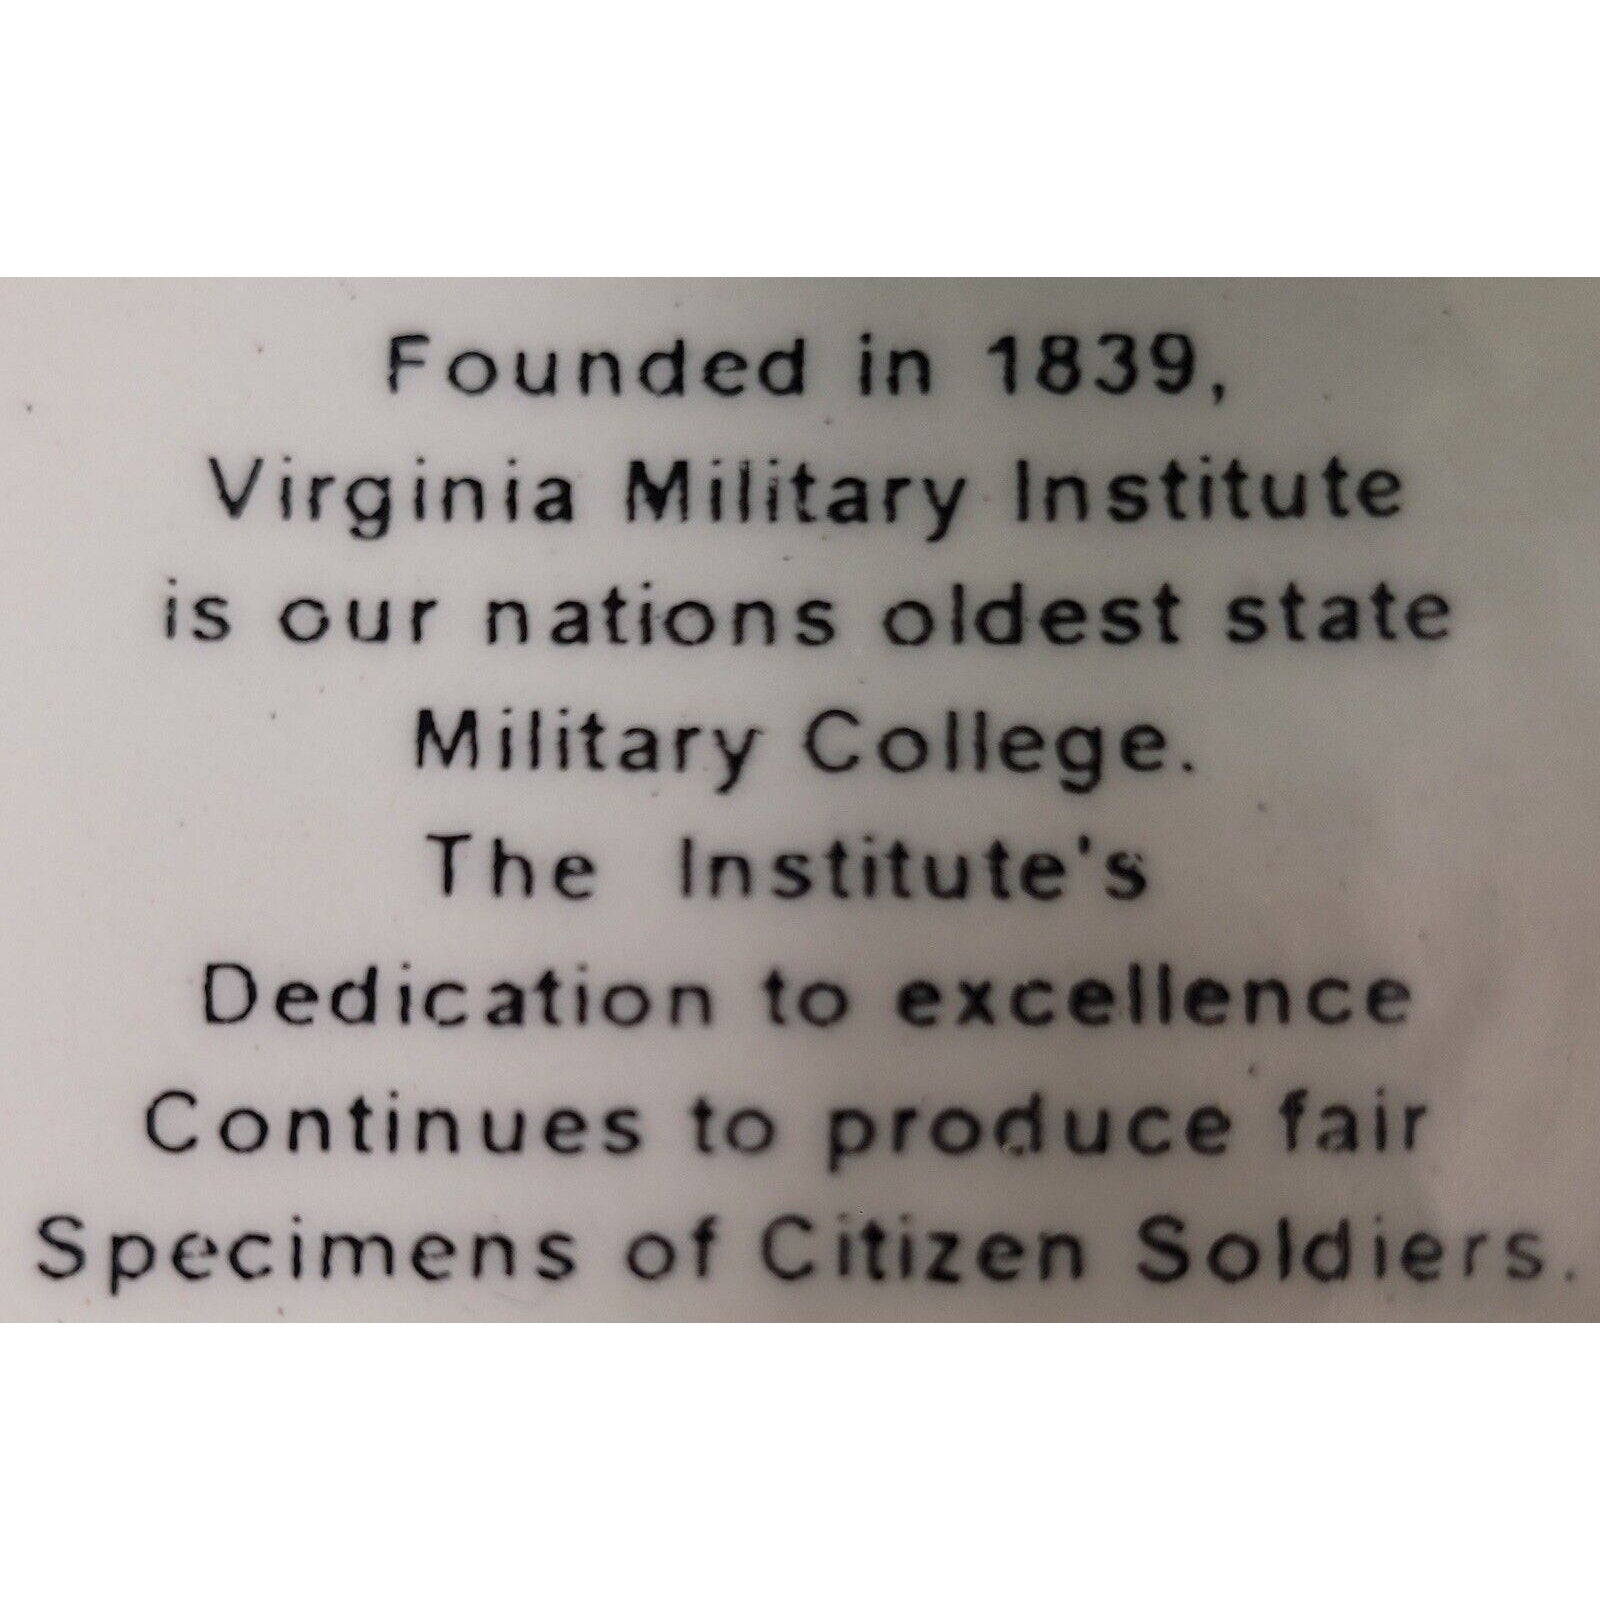 Founded in 1839,
Virginia Military Institute
is our nations oldest state
Military College.
The Institute's
Dedication to excellence
Continues to produce fair
Specimens of Citizen Soldiers.